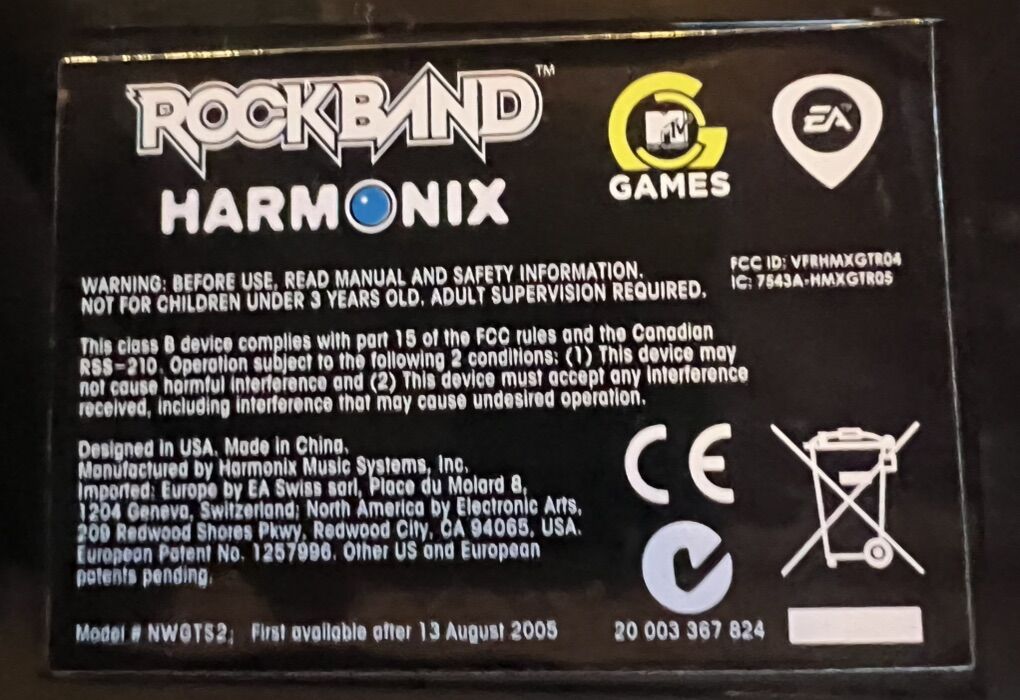 ROCKBAND™
HARMONIX
MTV
GAMES
EA™
WARNING: BEFORE USE, READ MANUAL AND SAFETY INFORMATION.
NOT FOR CHILDREN UNDER 3 YEARS OLD. ADULT SUPERVISION REQUIRED.
FCC ID: VFRHMXGTR04
IC: 7543A-HMXGTR05
This class B device complies with part 15 of the FCC rules and the Canadian
RSS-210. Operation subject to the following 2 conditions: (1) This device may
not cause harmful interference and (2) This device must accept any interference
received, including interference that may cause undesired operation.
Designed in USA. Made in China.
Manufactured by Harmonix Music Systems, Inc.
Imported: Europe by EA Swiss sarl, Place du Molard 8,
1204 Geneva, Switzerland; North America by Electronic Arts,
209 Redwood Shores Pkwy, Redwood City, CA 94065, USA.
European Patent No. 1257996. Other US and European
patents pending.
CE
Model # NWGTS2; First available after 13 August 2005
20 003 367 824